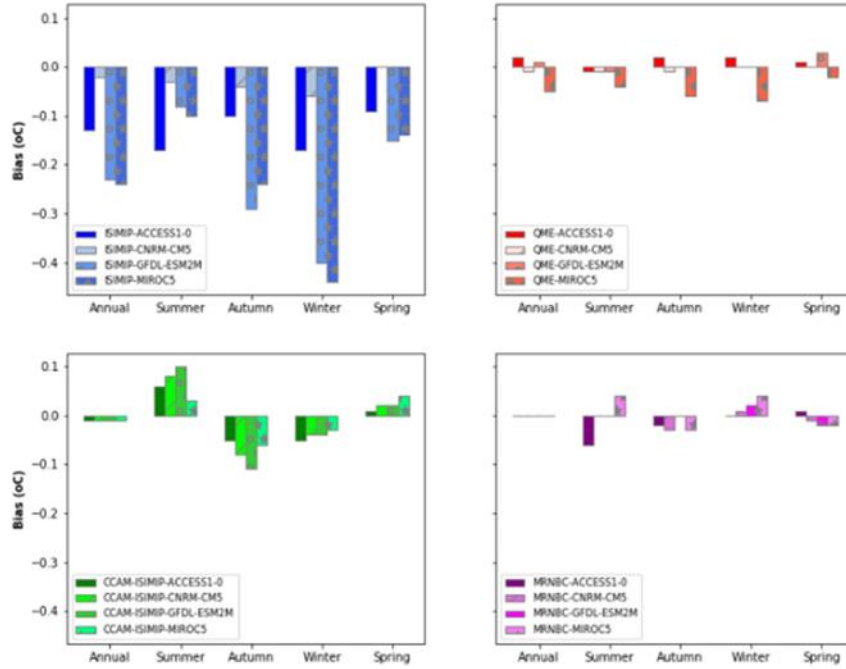 0.1
0.0
−0.1
−0.2
−0.3
−0.4
Bias (oC)
ISIMIP-ACCESS1-0
ISIMIP-CNRM-CM5
ISIMIP-GFDL-ESM2M
ISIMIP-MIROC5
Annual Summer Autumn Winter Spring
QME-ACCESS1-0
QME-CNRM-CM5
QME-GFDL-ESM2M
QME-MIROC5
Annual Summer Autumn Winter Spring
0.1
0.0
−0.1
−0.2
−0.3
−0.4
Bias (oC)
CCAM-ISIMIP-ACCESS1-0
CCAM-ISIMIP-CNRM-CM5
CCAM-ISIMIP-GFDL-ESM2M
CCAM-ISIMIP-MIROC5
Annual Summer Autumn Winter Spring
MRNBC-ACCESS1-0
MRNBC-CNRM-CM5
MRNBC-GFDL-ESM2M
MRNBC-MIROC5
Annual Summer Autumn Winter Spring